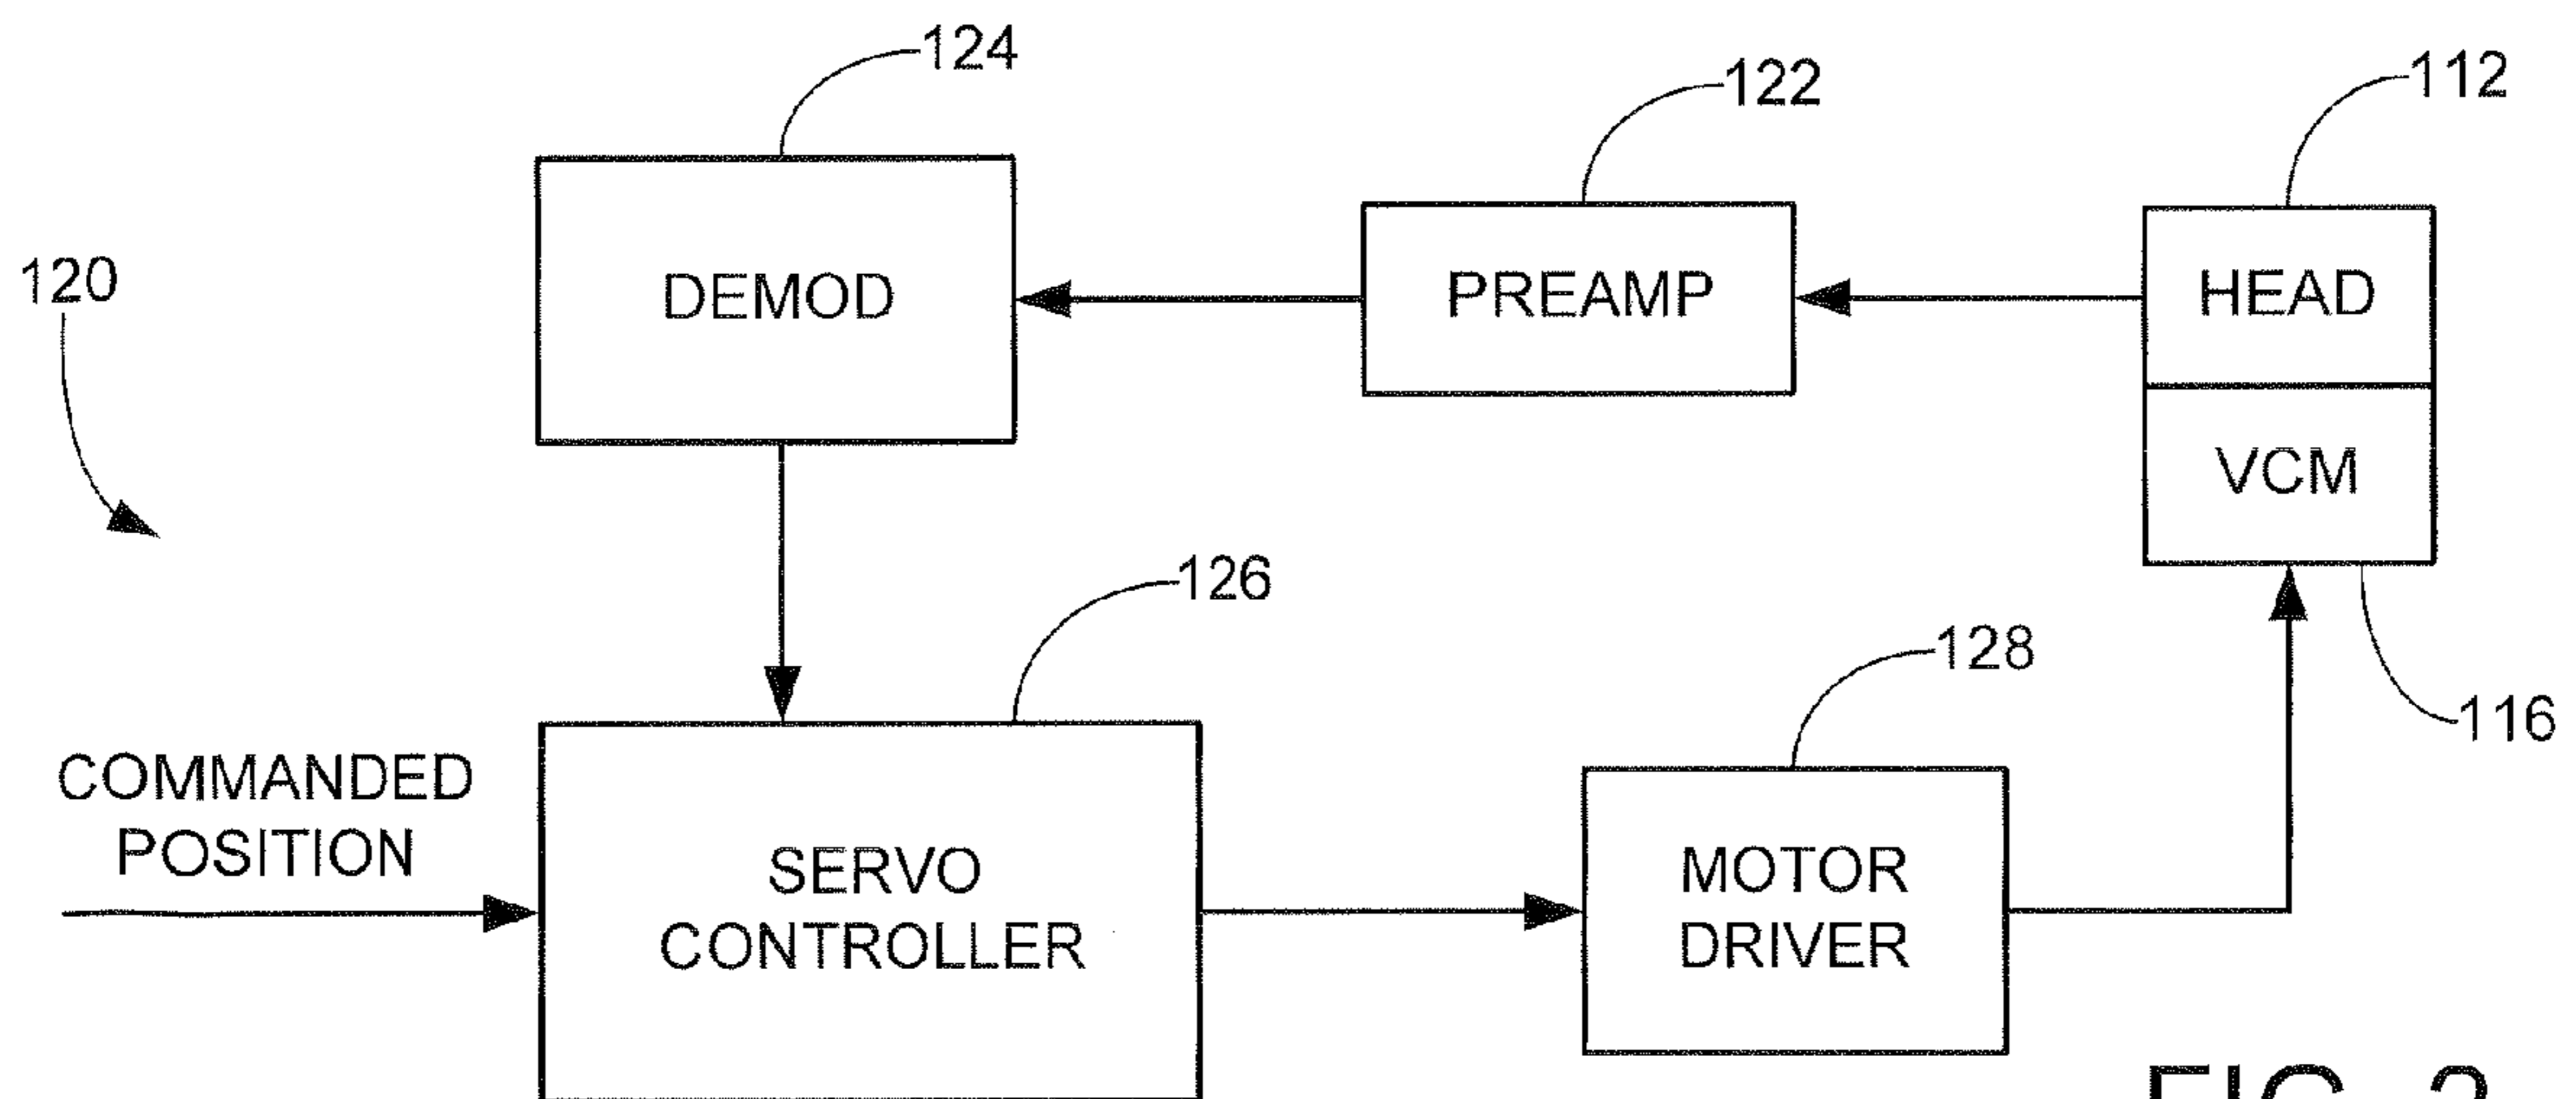 124
122
112
120
DEMOD
PREAMP
HEAD
VCM
126
128
116
COMMANDED
POSITION
SERVO
CONTROLLER
MOTOR
DRIVER